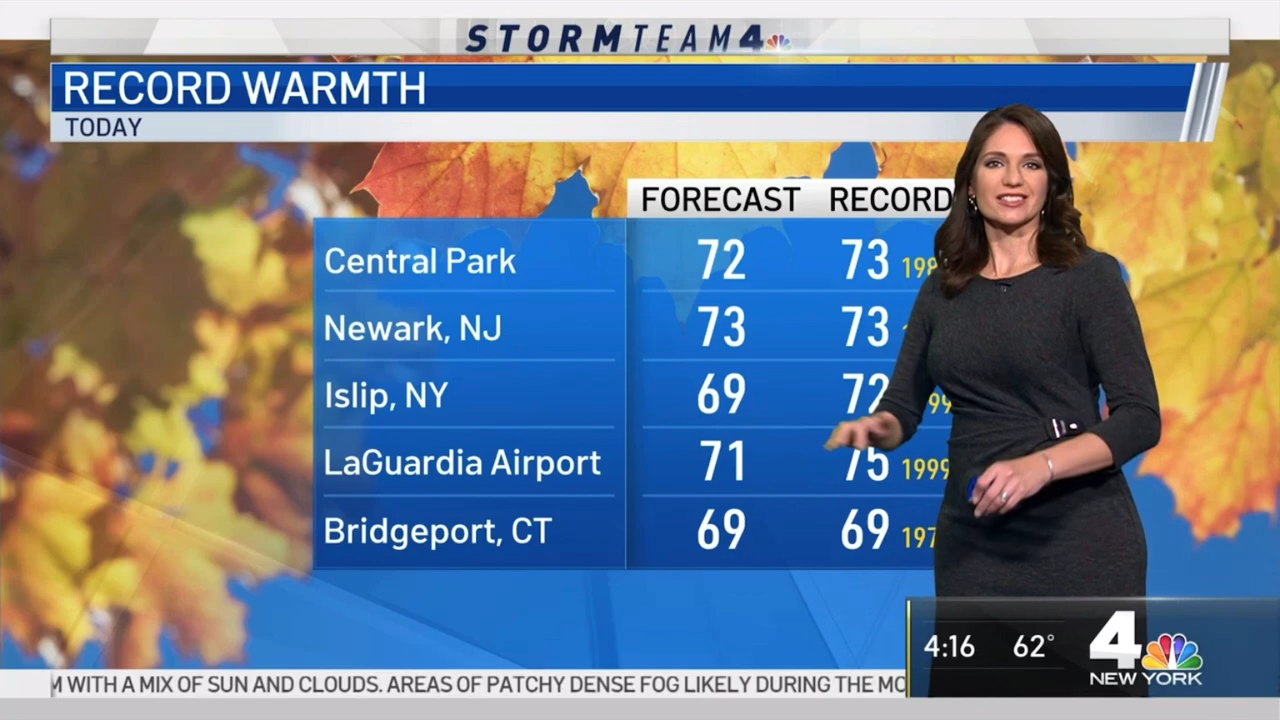 STORMTEAM4
RECORD WARMTH
TODAY
FORECAST RECORD
Central Park 72 73
Newark, NJ 73 73
Islip, NY 69 72
LaGuardia Airport 71 75 1999
Bridgeport, CT 69 69
4:16 62°
4
NEW YORK
WITH A MIX OF SUN AND CLOUDS. AREAS OF PATCHY DENSE FOG LIKELY DURING THE